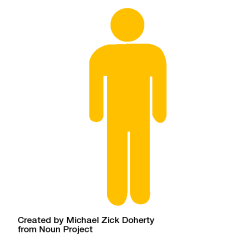 Created by Michael Zick Doherty
from Noun Project